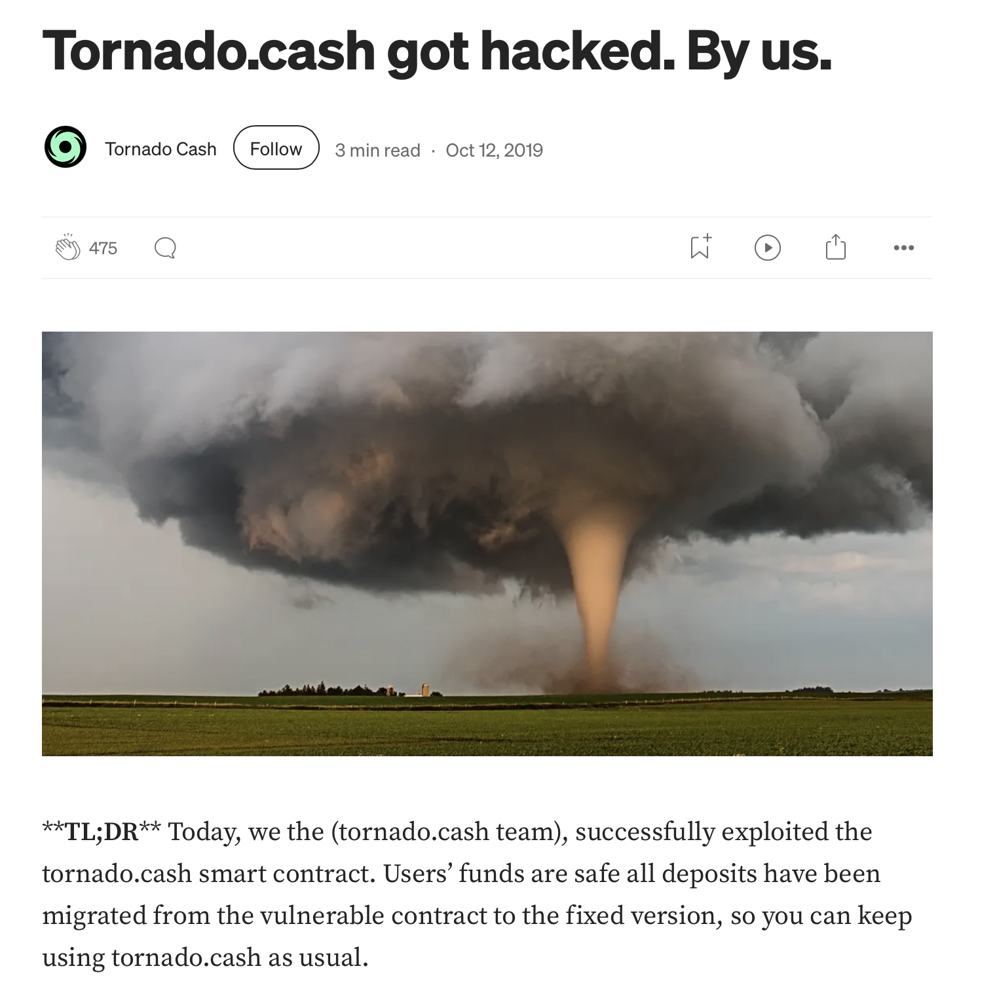 Tornado.cash got hacked. By us.
Tornado Cash Follow 3 min read · Oct 12, 2019
475
**TL;DR** Today, we the (tornado.cash team), successfully exploited the
tornado.cash smart contract. Users’ funds are safe all deposits have been
migrated from the vulnerable contract to the fixed version, so you can keep
using tornado.cash as usual.